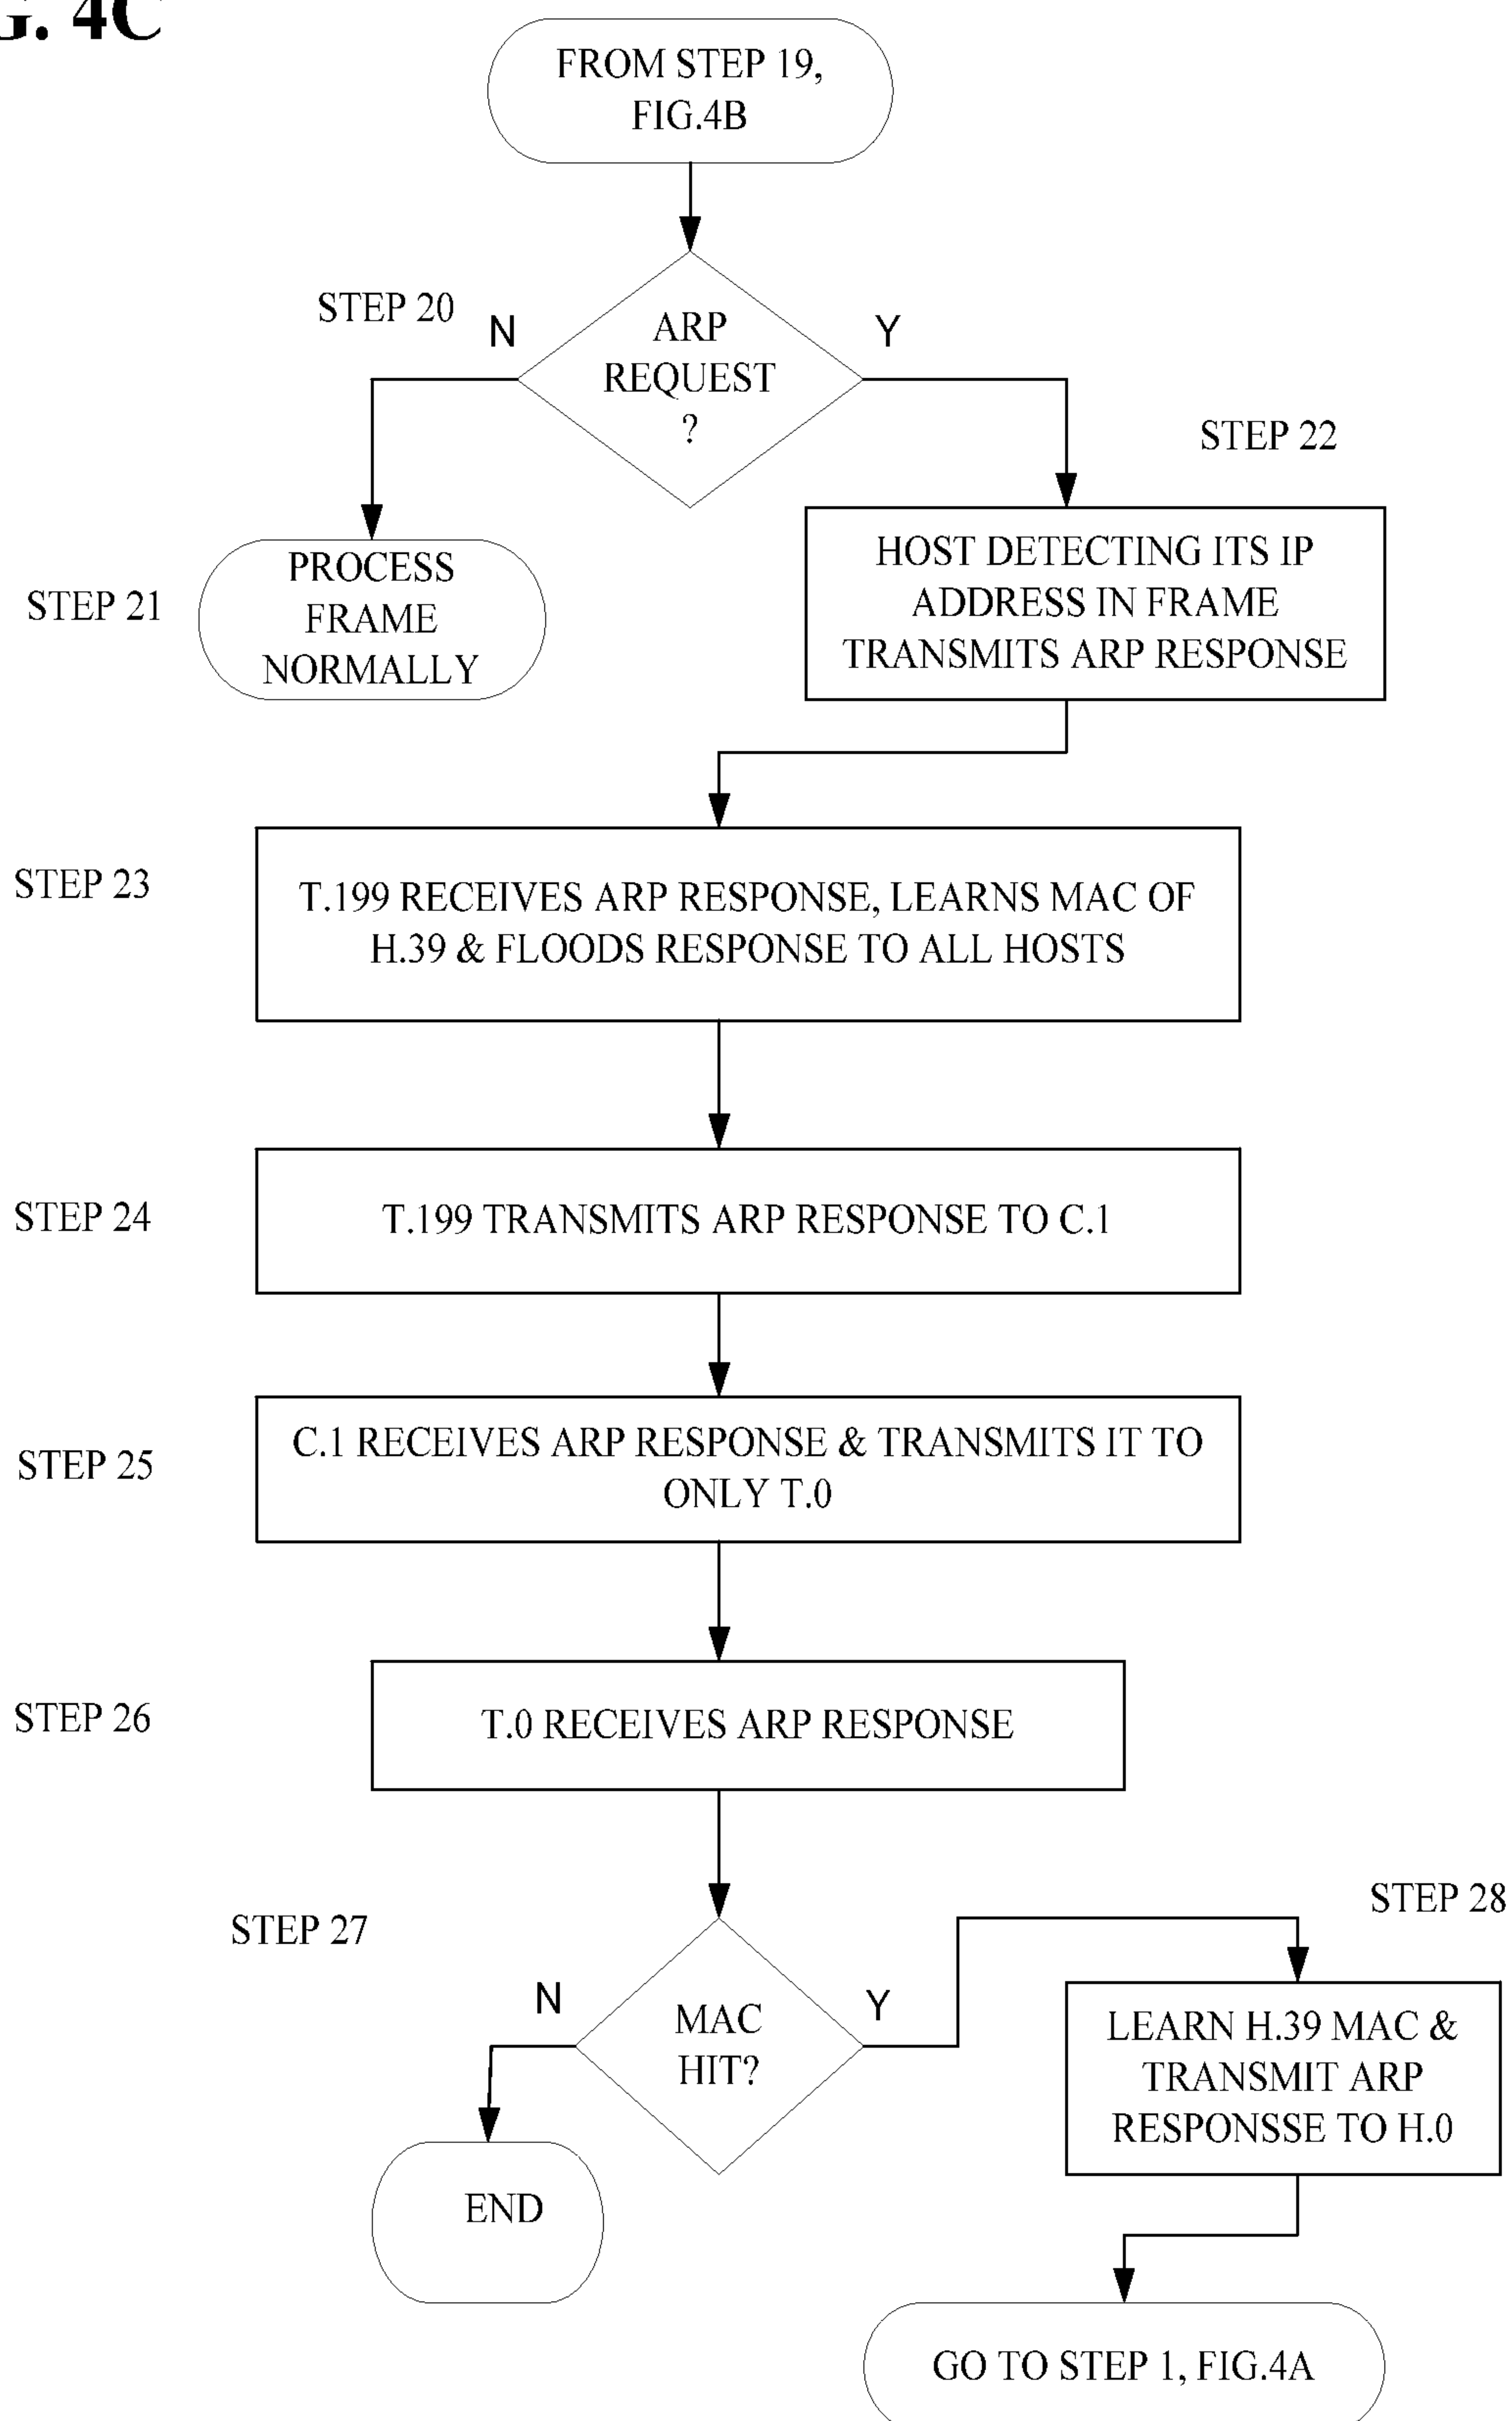 G. 4C
FROM STEP 19,
FIG.4B
STEP 20
N
ARP
REQUEST
?
Y
STEP 22
STEP 21
PROCESS
FRAME
NORMALLY
HOST DETECTING ITS IP
ADDRESS IN FRAME
TRANSMITS ARP RESPONSE
STEP 23
T.199 RECEIVES ARP RESPONSE, LEARNS MAC OF
H.39 & FLOODS RESPONSE TO ALL HOSTS
STEP 24
T.199 TRANSMITS ARP RESPONSE TO C.1
STEP 25
C.1 RECEIVES ARP RESPONSE & TRANSMITS IT TO
ONLY T.0
STEP 26
T.0 RECEIVES ARP RESPONSE
STEP 27
N
MAC
HIT?
Y
STEP 28
LEARN H.39 MAC &
TRANSMIT ARP
RESPONSSE TO H.0
END
GO TO STEP 1, FIG.4A